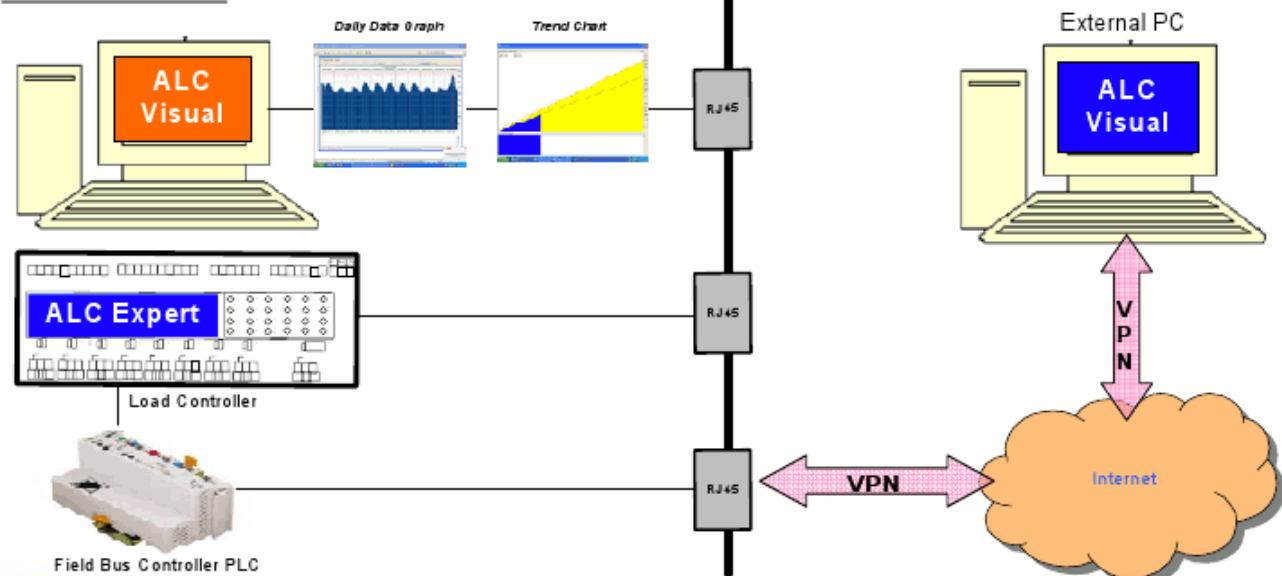 Daily Data Graph
Trend Chart
External PC
ALC
Visual
RJ45
ALC
Visual
ALC Expert
RJ45
VPN
Load Controller
RJ45
VPN
Internet
Field Bus Controller PLC